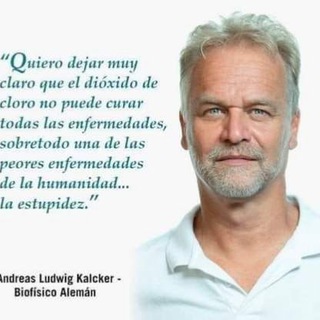 “Quiero dejar muy
claro que el dióxido de
cloro no puede curar
todas las enfermedades,
sobretodo una de las
peores enfermedades
de la humanidad...
la estupidez.”
Andreas Ludwig Kalcker -
Biofísico Alemán